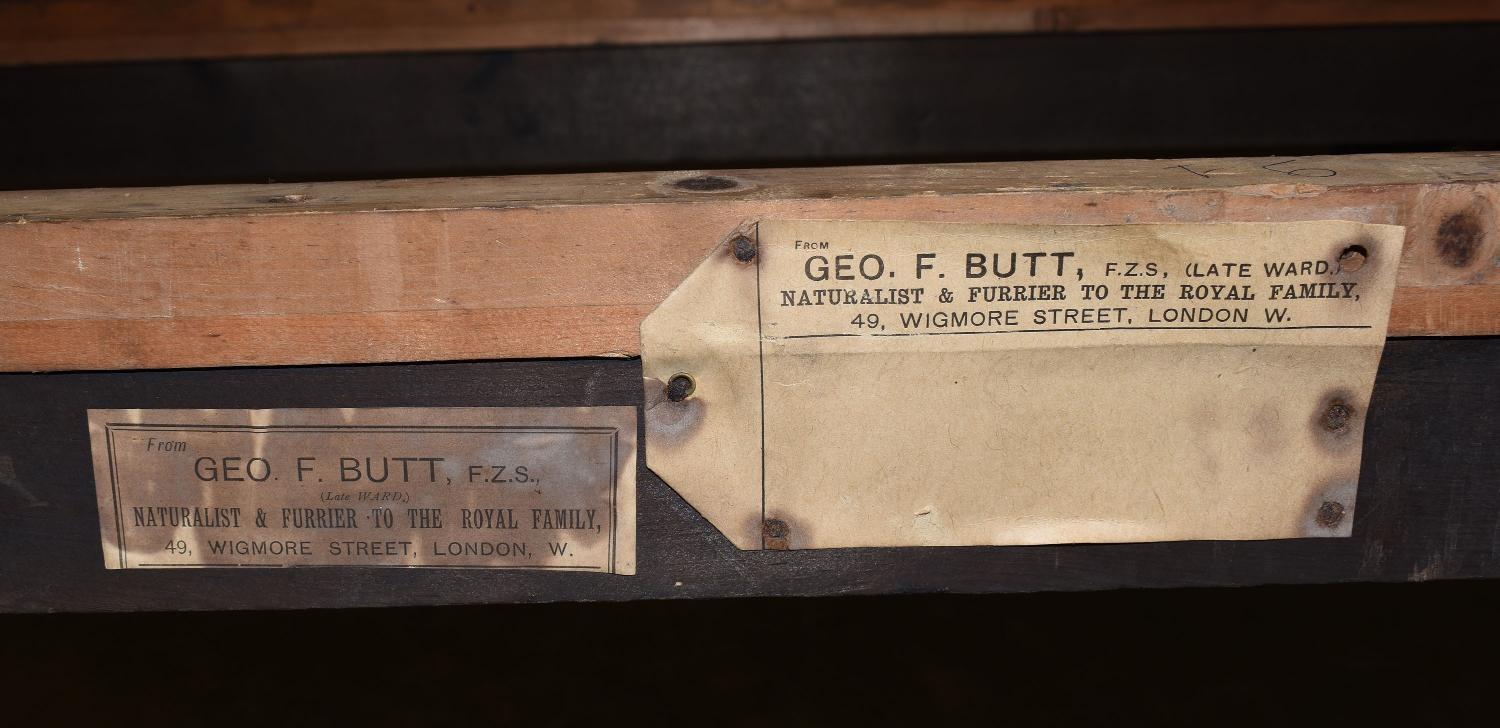 From
GEO. F. BUTT, F.Z.S.,
(Late WARD,)
NATURALIST & FURRIER TO THE ROYAL FAMILY,
49, WIGMORE STREET, LONDON, W.
FROM
GEO. F. BUTT, F.Z.S, (LATE WARD.)
NATURALIST & FURRIER TO THE ROYAL FAMILY,
49, WIGMORE STREET, LONDON W.